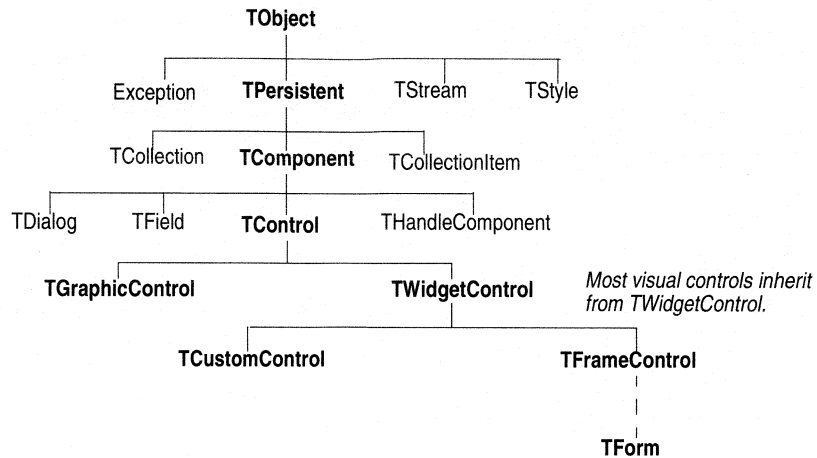 TObject
Exception TPersistent TStream TStyle
TCollection TComponent TCollectionItem
TDialog TField TControl THandleComponent
TGraphicControl TWidgetControl Most visual controls inherit
from TWidgetControl.
TCustomControl TFrameControl
TForm